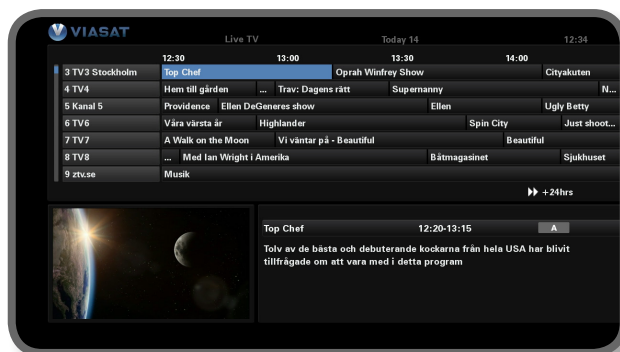 VIASAT
Live TV Today 14 12:34
12:30 13:00 13:30 14:00
3 TV3 Stockholm Top Chef Oprah Winfrey Show Cityakuten
4 TV4 Hem till gården ... Trav: Dagens rätt Supernanny N...
5 Kanal 5 Providence Ellen DeGeneres show Ellen Ugly Betty
6 TV6 Våra värsta år Highlander Spin City Just shoot...
7 TV7 A Walk on the Moon Vi väntar på - Beautiful Beautiful
8 TV8 ... Med Ian Wright i Amerika Båtmagasinet Sjukhuset
9 ztv.se Musik
+24hrs
Top Chef 12:20-13:15 A
Tolv av de bästa och debuterande kockarna från hela USA har blivit
tillfrågade om att vara med i detta program